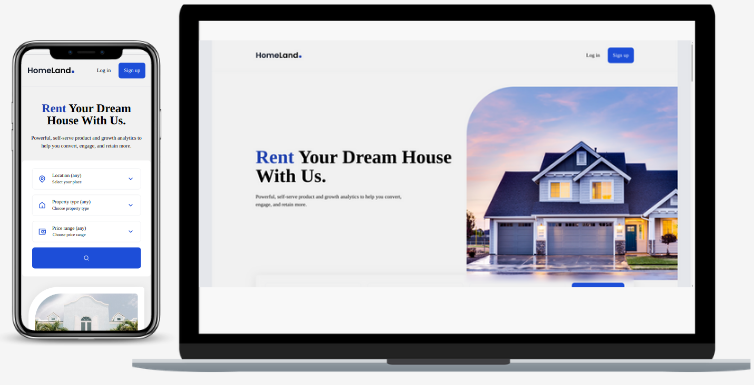 HomeLand.
Log in
Sign up
Rent Your Dream
House With Us.
Powerful, self-serve product and growth analytics to
help you convert, engage, and retain more.
Location (any)
Select your place
Property type (any)
Choose property type
Price range (any)
Choose price range
HomeLand.
Log in
Sign up
Rent Your Dream House
With Us.
Powerful, self-serve product and growth analytics to help you convert,
engage, and retain more.